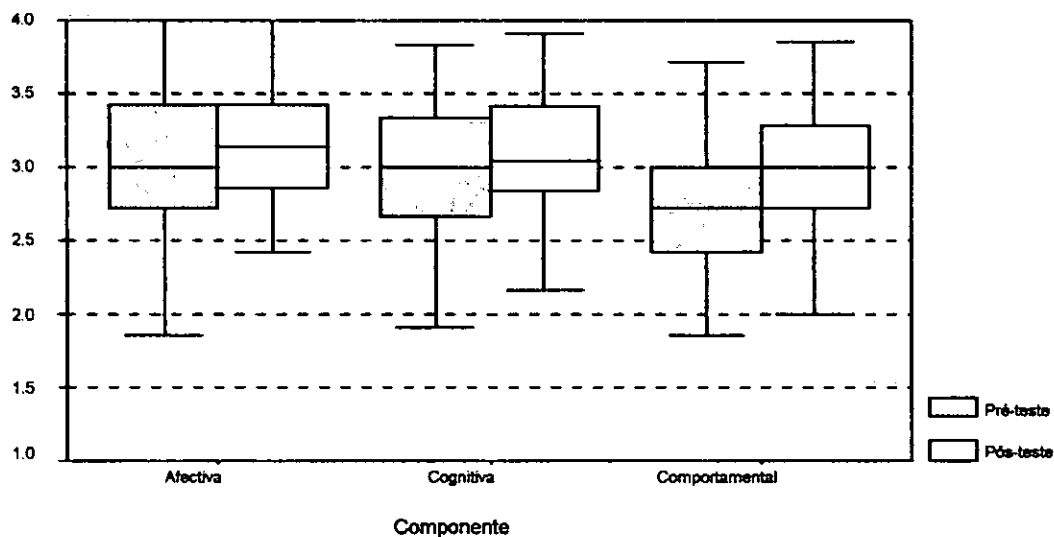 4.0
3.5
3.0
2.5
2.0
1.5
1.0
Afectiva Cognitiva Comportamental
Componente
Pré-teste
Pós-teste